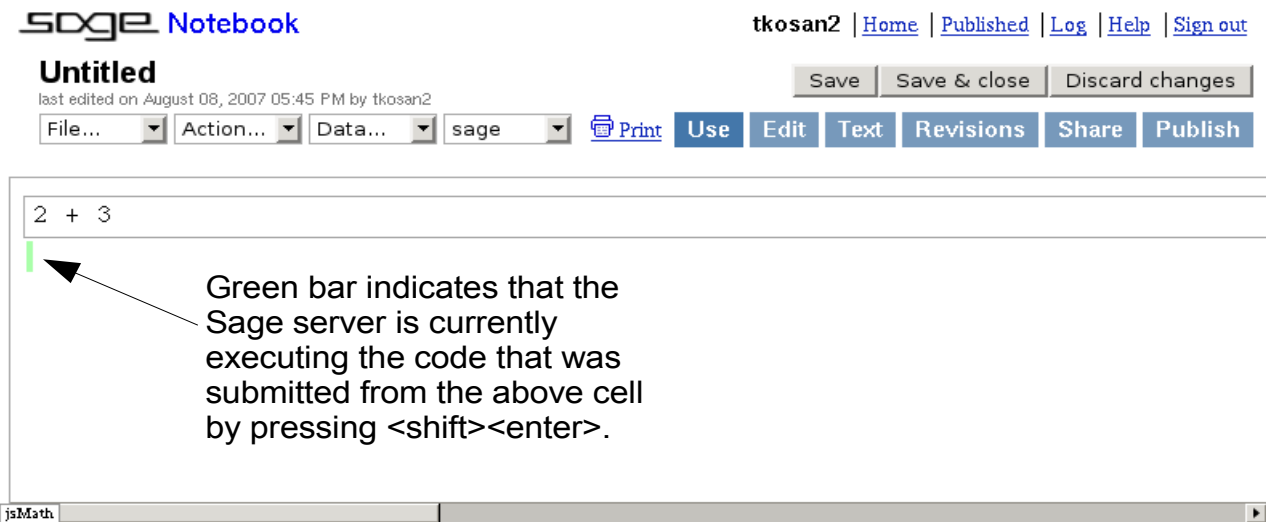 sage Notebook
tkosan2 | Home | Published | Log | Help | Sign out
Untitled
last edited on August 08, 2007 05:45 PM by tkosan2
Save Save & close Discard changes
File... Action... Data... sage Print Use Edit Text Revisions Share Publish
2 + 3
Green bar indicates that the
Sage server is currently
executing the code that was
submitted from the above cell
by pressing <shift><enter>.
jsMath